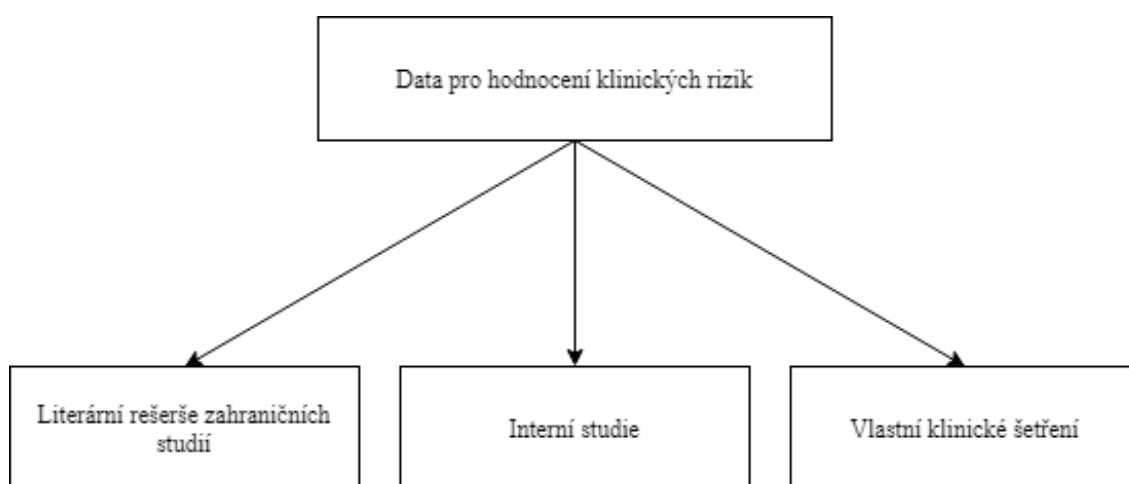 Data pro hodnocení klinických rizik
Literární rešerše zahraničních
studií
Interní studie
Vlastní klinické šetření